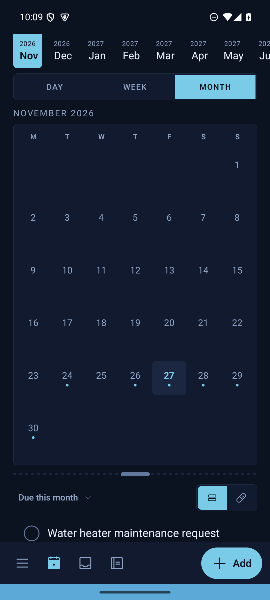 10:09
2026 2026 2027 2027 2027 2027 2027 202
Nov Dec Jan Feb Mar Apr May Ju
DAY WEEK MONTH
NOVEMBER 2026
M T W T F S S
1
2 3 4 5 6 7 8
9 10 11 12 13 14 15
16 17 18 19 20 21 22
23 24 25 26 27 28 29
30
Due this month
Water heater maintenance request
Add